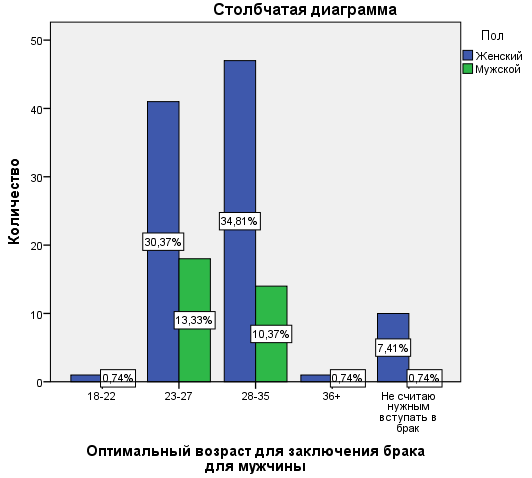 Столбчатая диаграмма
Пол
Женский
Мужской
Количество
50
40
30
20
10
0
30,37%
34,81%
13,33%
10,37%
7,41%
0,74%
0,74%
0,74%
18-22
23-27
28-35
36+
Не считаю
нужным
вступать в
брак
Оптимальный возраст для заключения брака
для мужчины